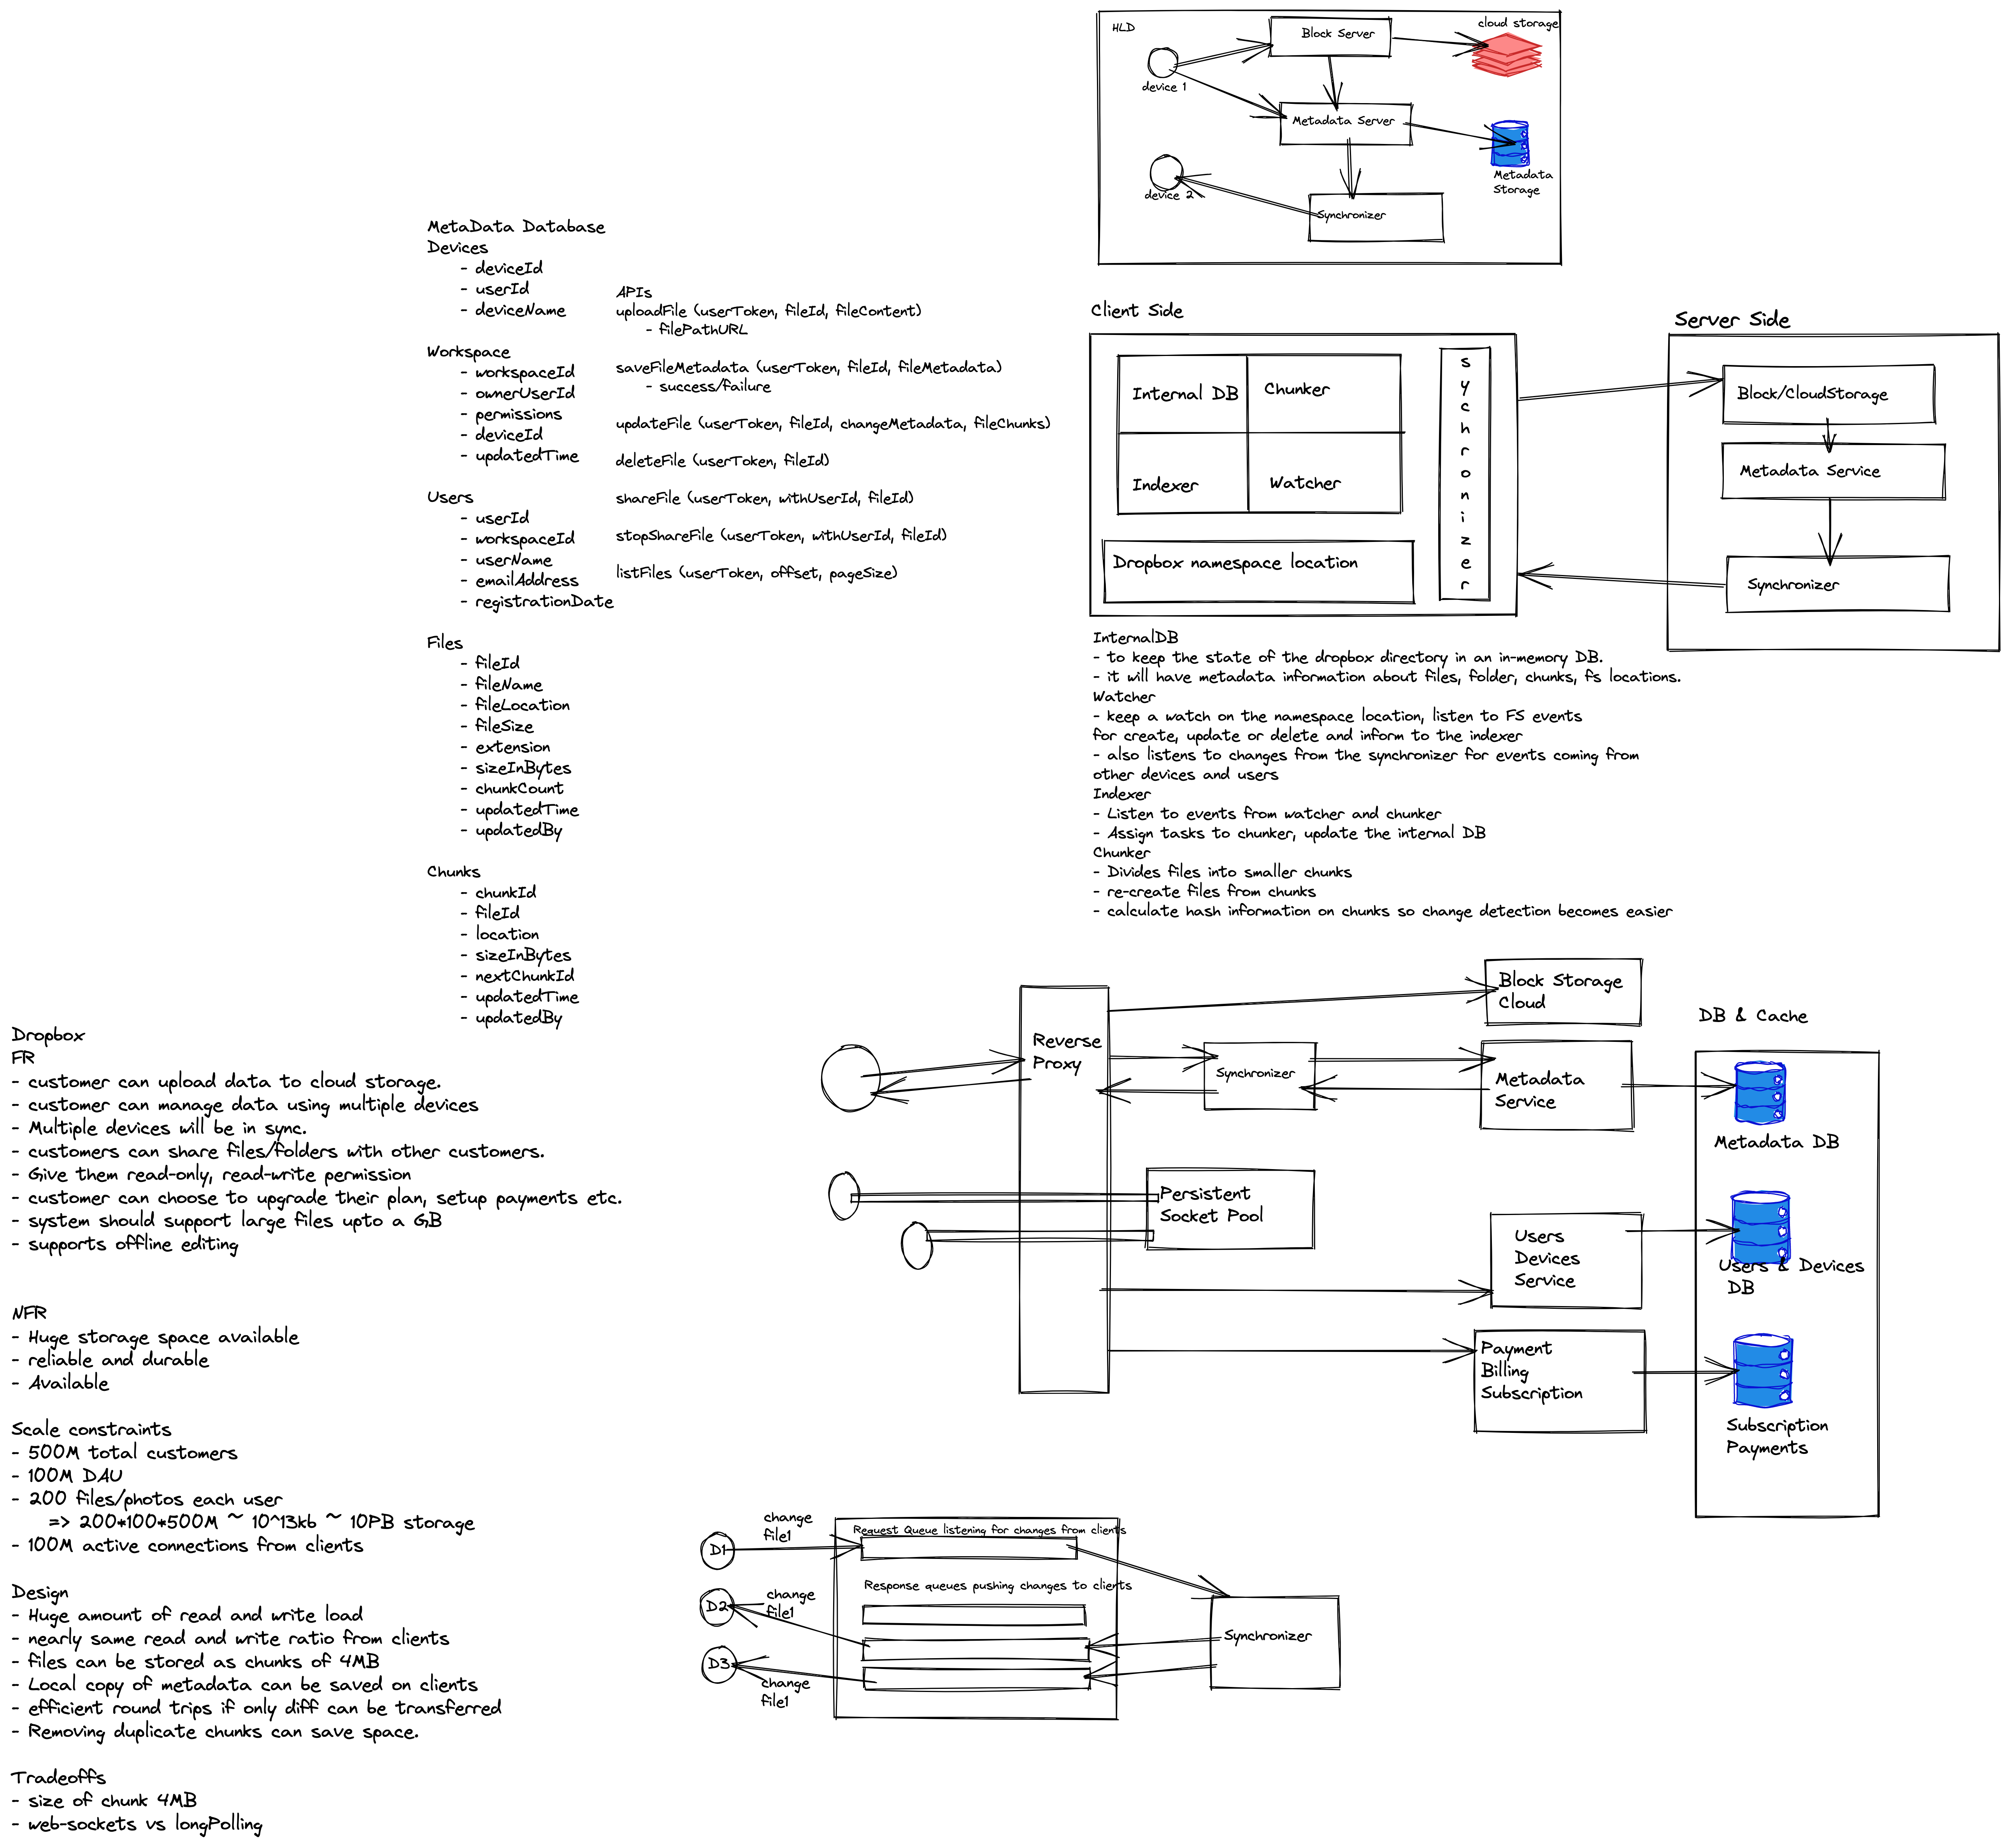 HLD
Block Server
cloud storage
device 1
Metadata Server
Metadata
Storage
device 2
Synchronizer
MetaData Database
Devices
- deviceId
- userId
- deviceName
Workspace
- workspaceId
- ownerUserId
- permissions
- deviceId
- updatedTime
Users
- userId
- workspaceId
- userName
- emailAddress
- registrationDate
Files
- fileId
- fileName
- fileLocation
- fileSize
- extension
- sizeInBytes
- chunkCount
- updatedTime
- updatedBy
Chunks
- chunkId
- fileId
- location
- sizeInBytes
- nextChunkId
- updatedTime
- updatedBy
APIs
uploadFile (userToken, fileId, fileContent)
- filePathURL
saveFileMetadata (userToken, fileId, fileMetadata)
- success/failure
updateFile (userToken, fileId, changeMetadata, fileChunks)
deleteFile (userToken, fileId)
shareFile (userToken, withUserId, fileId)
stopShareFile (userToken, withUserId, fileId)
listFiles (userToken, offset, pageSize)
Client Side
Internal DB
Chunker
Indexer
Watcher
Dropbox namespace location
s
y
c
h
r
o
n
i
z
e
r
Server Side
Block/CloudStorage
Metadata Service
Synchronizer
InternalDB
- to keep the state of the dropbox directory in an in-memory DB.
- it will have metadata information about files, folder, chunks, fs locations.
Watcher
- keep a watch on the namespace location, listen to FS events
for create, update or delete and inform to the indexer
- also listens to changes from the synchronizer for events coming from
other devices and users
Indexer
- Listen to events from watcher and chunker
- Assign tasks to chunker, update the internal DB
Chunker
- Divides files into smaller chunks
- re-create files from chunks
- calculate hash information on chunks so change detection becomes easier
Dropbox
FR
- customer can upload data to cloud storage.
- customer can manage data using multiple devices
- Multiple devices will be in sync.
- customers can share files/folders with other customers.
- Give them read-only, read-write permission
- customer can choose to upgrade their plan, setup payments etc.
- system should support large files upto a GB
- supports offline editing
NFR
- Huge storage space available
- reliable and durable
- Available
Scale constraints
- 500M total customers
- 100M DAU
- 200 files/photos each user
=> 200*100*500M ~ 10^13kb ~ 10PB storage
- 100M active connections from clients
Design
- Huge amount of read and write load
- nearly same read and write ratio from clients
- files can be stored as chunks of 4MB
- Local copy of metadata can be saved on clients
- efficient round trips if only diff can be transferred
- Removing duplicate chunks can save space.
Tradeoffs
- size of chunk 4MB
- web-sockets vs longPolling
Reverse
Proxy
Block Storage
Cloud
Synchronizer
Metadata
Service
Persistent
Socket Pool
Users
Devices
Service
Payment
Billing
Subscription
DB & Cache
Metadata DB
Users & Devices
DB
Subscription
Payments
D1
change
file1
Request Queue listening for changes from clients
Response queues pushing changes to clients
D2
change
file1
D3
change
file1
Synchronizer